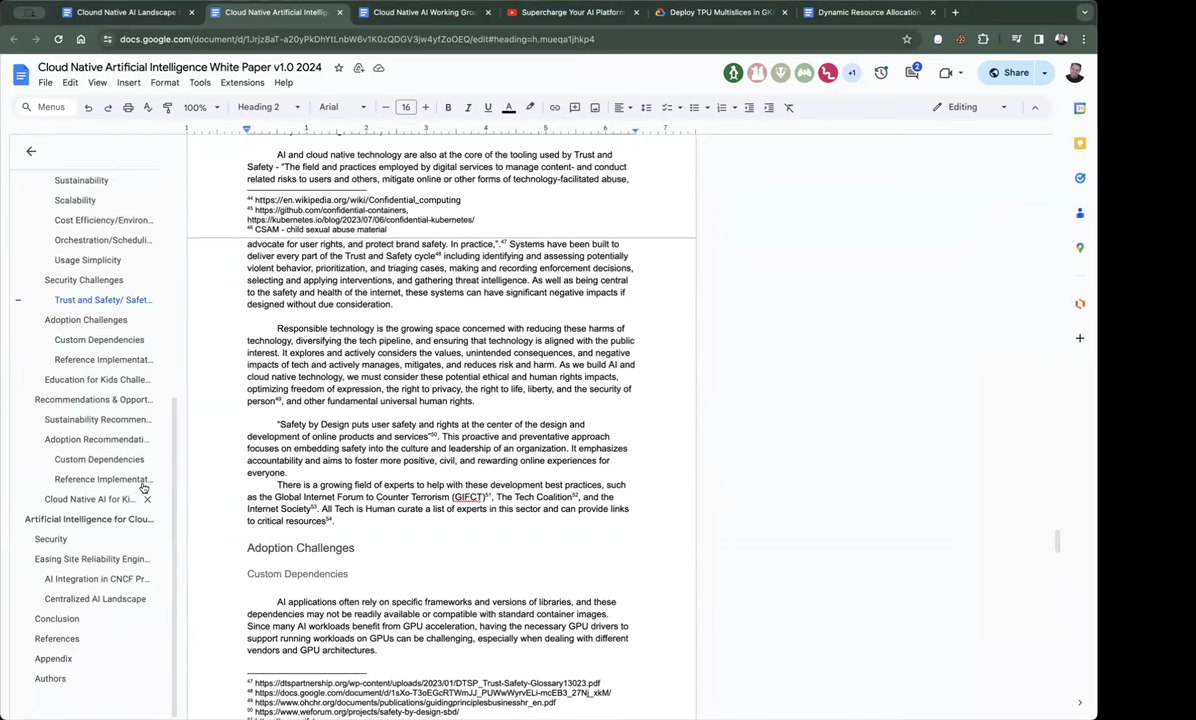 Cloud Native AI Landscape
Cloud Native Artificial Intellig
Cloud Native AI Working Grou
Supercharge Your AI Platform
Deploy TPU Multislices in GK
Dynamic Resource Allocation
docs.google.com/document/d/1Jrjz8aT-a20yPkDhYtLnbW6v1K0zQDGV3jw4yfZoOEQ/edit#heading=h.mueqa1jhkp4
Cloud Native Artificial Intelligence White Paper v1.0 2024
File Edit View Insert Format Tools Extensions Help
+1
2
Share
Menus
100%
Heading 2
Arial
16
Editing
1 1 2 3 4 5 6 7
Sustainability
Scalability
Cost Efficiency/Environ...
Orchestration/Scheduli...
Usage Simplicity
Security Challenges
Trust and Safety/ Safet...
Adoption Challenges
Custom Dependencies
Reference Implementat...
Education for Kids Challe...
Recommendations & Opport...
Sustainability Recommen...
Adoption Recommendati...
Custom Dependencies
Reference Implementat...
Cloud Native AI for Ki...
Artificial Intelligence for Clou...
Security
Easing Site Reliability Engin...
AI Integration in CNCF Pr...
Centralized AI Landscape
Conclusion
References
Appendix
Authors
AI and cloud native technology are also at the core of the tooling used by Trust and
Safety - "The field and practices employed by digital services to manage content- and conduct
related risks to users and others, mitigate online or other forms of technology-facilitated abuse,
44 https://en.wikipedia.org/wiki/Confidential_computing
45 https://github.com/confidential-containers,
https://kubernetes.io/blog/2023/07/06/confidential-kubernetes/
46 CSAM - child sexual abuse material
advocate for user rights, and protect brand safety. In practice,".47 Systems have been built to
deliver every part of the Trust and Safety cycle48 including identifying and assessing potentially
violent behavior, prioritization, and triaging cases, making and recording enforcement decisions,
selecting and applying interventions, and gathering threat intelligence. As well as being central
to the safety and health of the internet, these systems can have significant negative impacts if
designed without due consideration.
Responsible technology is the growing space concerned with reducing these harms of
technology, diversifying the tech pipeline, and ensuring that technology is aligned with the public
interest. It explores and actively considers the values, unintended consequences, and negative
impacts of tech and actively manages, mitigates, and reduces risk and harm. As we build AI and
cloud native technology, we must consider these potential ethical and human rights impacts,
optimizing freedom of expression, the right to privacy, the right to life, liberty, and the security of
person49, and other fundamental universal human rights.
"Safety by Design puts user safety and rights at the center of the design and
development of online products and services"50. This proactive and preventative approach
focuses on embedding safety into the culture and leadership of an organization. It emphasizes
accountability and aims to foster more positive, civil, and rewarding online experiences for
everyone.
There is a growing field of experts to help with these development best practices, such
as the Global Internet Forum to Counter Terrorism (GIFCT)51, The Tech Coalition52, and the
Internet Society53. All Tech is Human curate a list of experts in this sector and can provide links
to critical resources54.
Adoption Challenges
Custom Dependencies
AI applications often rely on specific frameworks and versions of libraries, and these
dependencies may not be readily available or compatible with standard container images.
Since many AI workloads benefit from GPU acceleration, having the necessary GPU drivers to
support running workloads on GPUs can be challenging, especially when dealing with different
vendors and GPU architectures.
47 https://dtspartnership.org/wp-content/uploads/2023/01/DTSP_Trust-Safety-Glossary13023.pdf
48 https://docs.google.com/document/d/1sXo-T3oEGcRTWmJJ_PUWwWyrvELi-mcEB3_27Nj_xkM/
49 https://www.ohchr.org/documents/publications/guidingprinciplesbusinesshr_en.pdf
50 https://www.weforum.org/projects/safety-by-design-sbd/